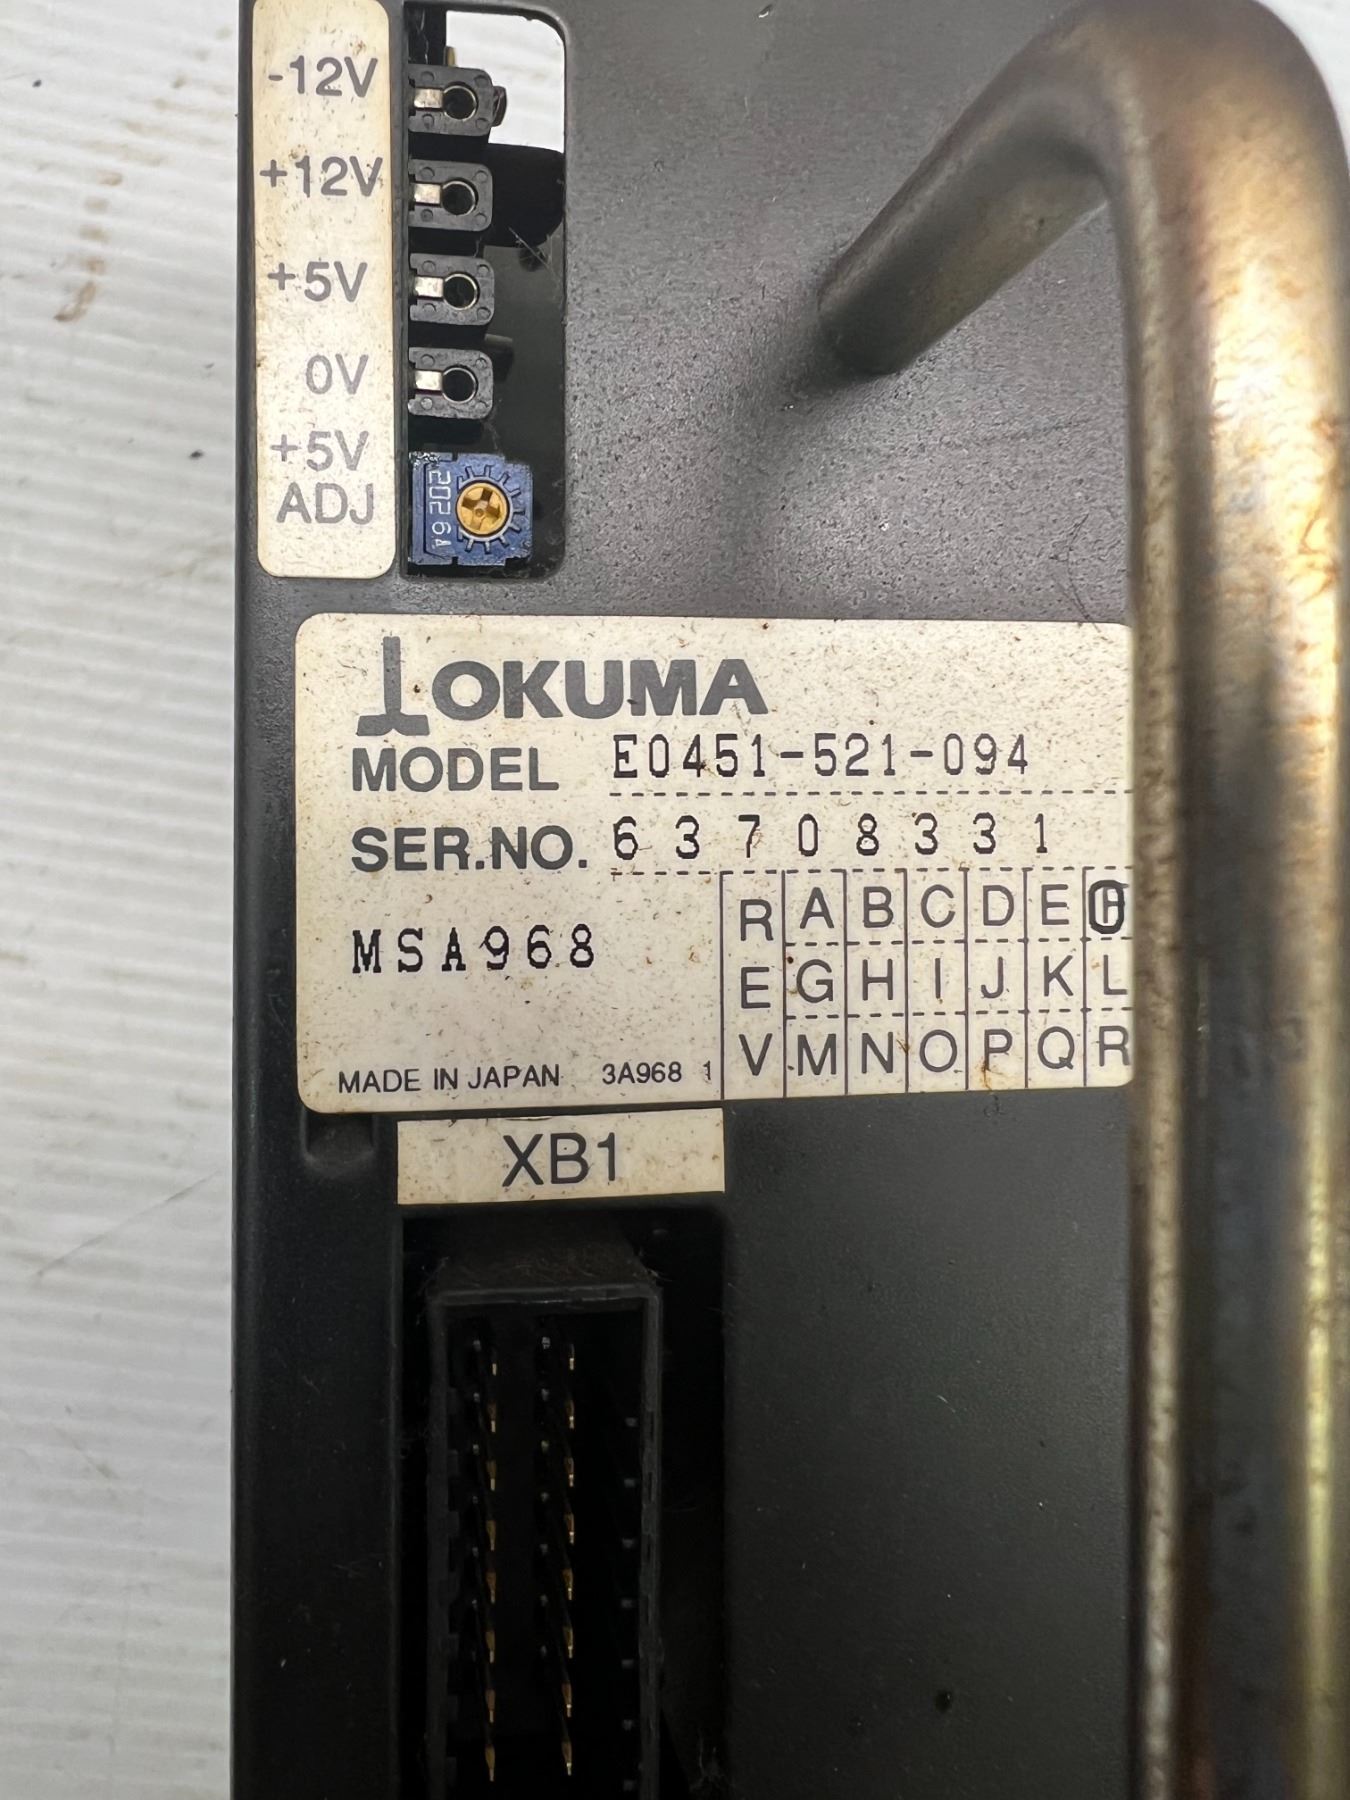 -12V
+12V
+5V
0V
+5V
ADJ
202 6A
OKUMA
MODEL E0451-521-094
SER.NO. 63708331
MSA968
R A B C D E F
E G H I J K L
V M N O P Q R
MADE IN JAPAN 3A968 1
XB1